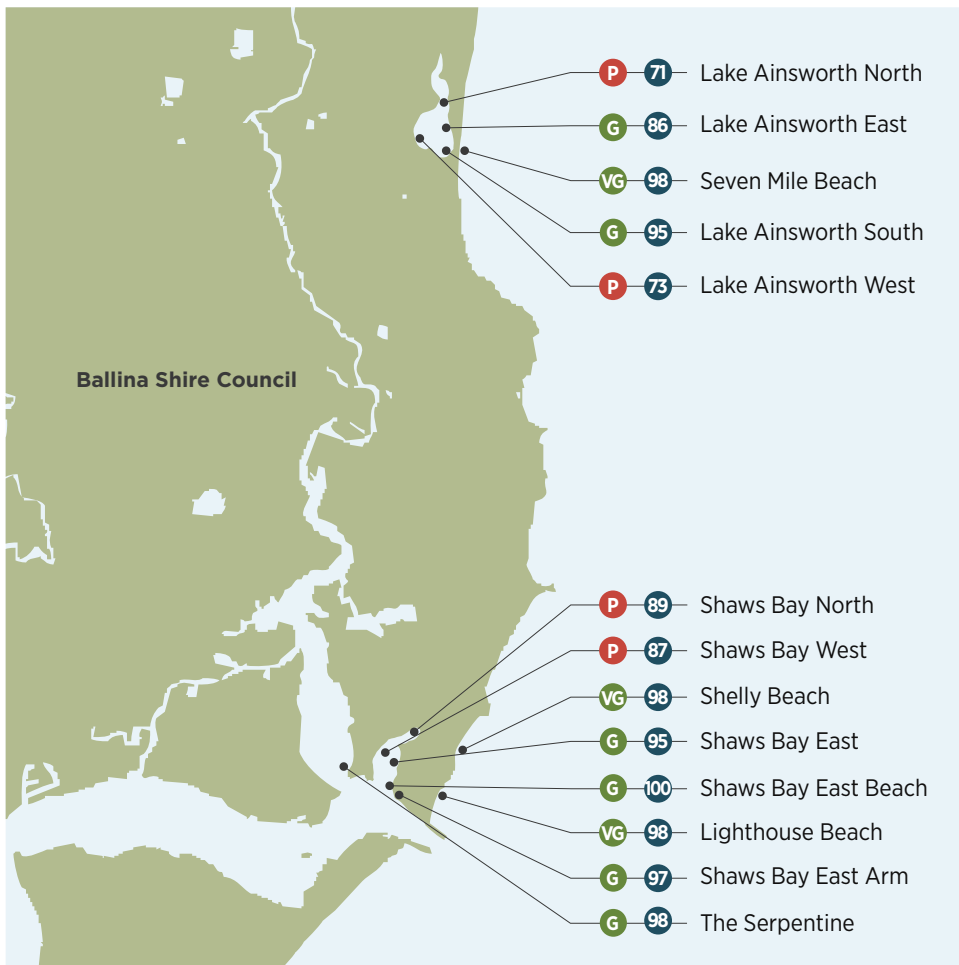 P 71 Lake Ainsworth North
G 86 Lake Ainsworth East
VG 98 Seven Mile Beach
G 95 Lake Ainsworth South
P 73 Lake Ainsworth West
Ballina Shire Council
P 89 Shaws Bay North
P 87 Shaws Bay West
VG 98 Shelly Beach
G 95 Shaws Bay East
G 100 Shaws Bay East Beach
VG 98 Lighthouse Beach
G 97 Shaws Bay East Arm
G 98 The Serpentine